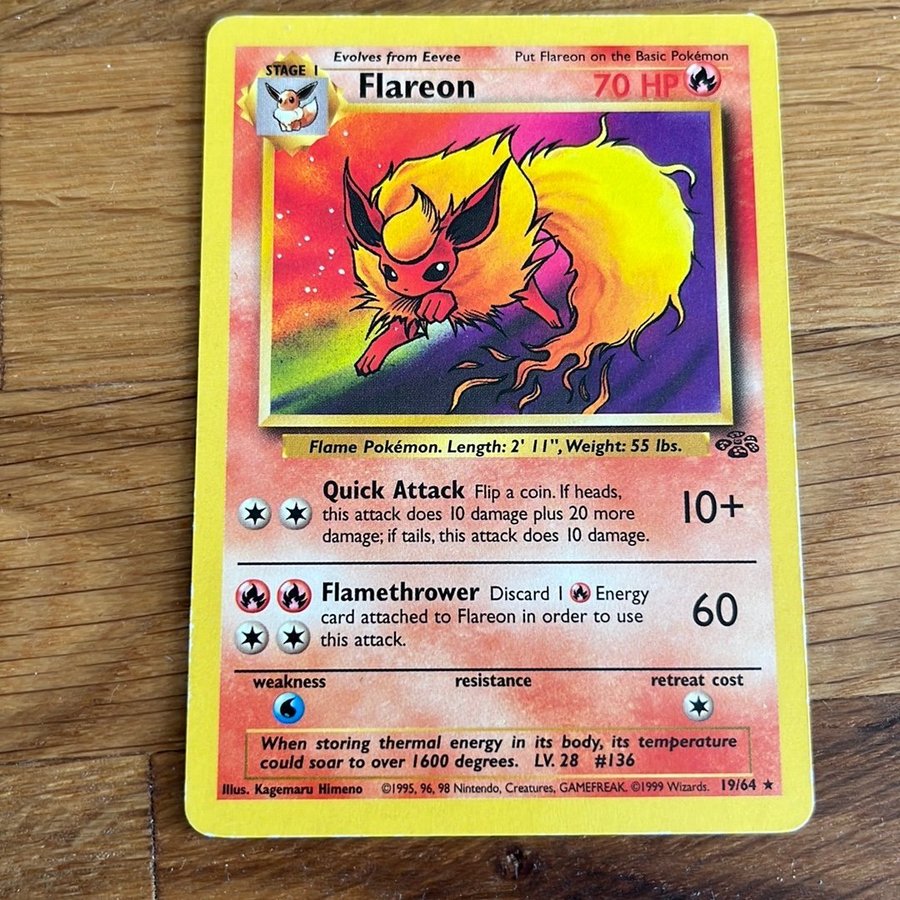 Evolves from Eevee Put Flareon on the Basic Pokémon
STAGE 1
Flareon 70 HP
Flame Pokémon. Length: 2' 11", Weight: 55 lbs.
Quick Attack Flip a coin. If heads,
this attack does 10 damage plus 20 more
damage; if tails, this attack does 10 damage.
10+
Flamethrower Discard 1 Energy
card attached to Flareon in order to use
this attack.
60
weakness resistance retreat cost
When storing thermal energy in its body, its temperature
could soar to over 1600 degrees. LV. 28 #136
Illus. Kagemaru Himeno ©1995, 96, 98 Nintendo, Creatures, GAMEFREAK. ©1999 Wizards. 19/64 ★